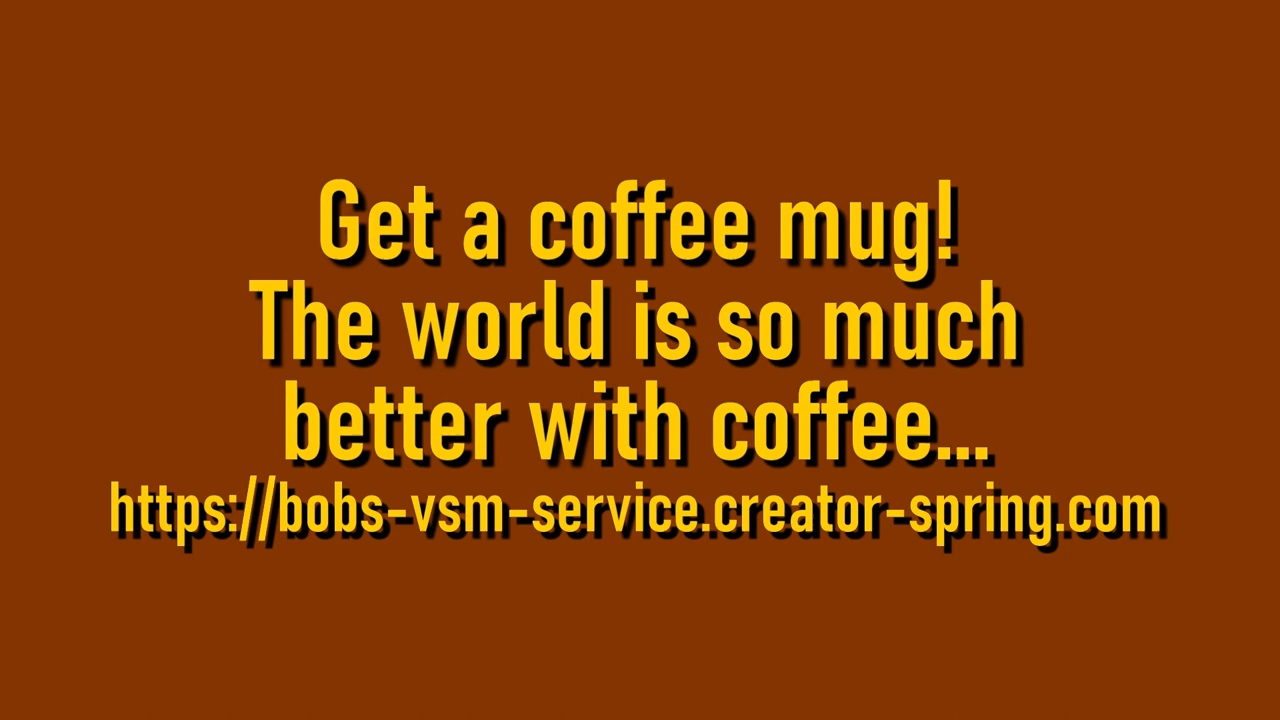 Get a coffee mug!
The world is so much
better with coffee...
https://bobs-vsm-service.creator-spring.com